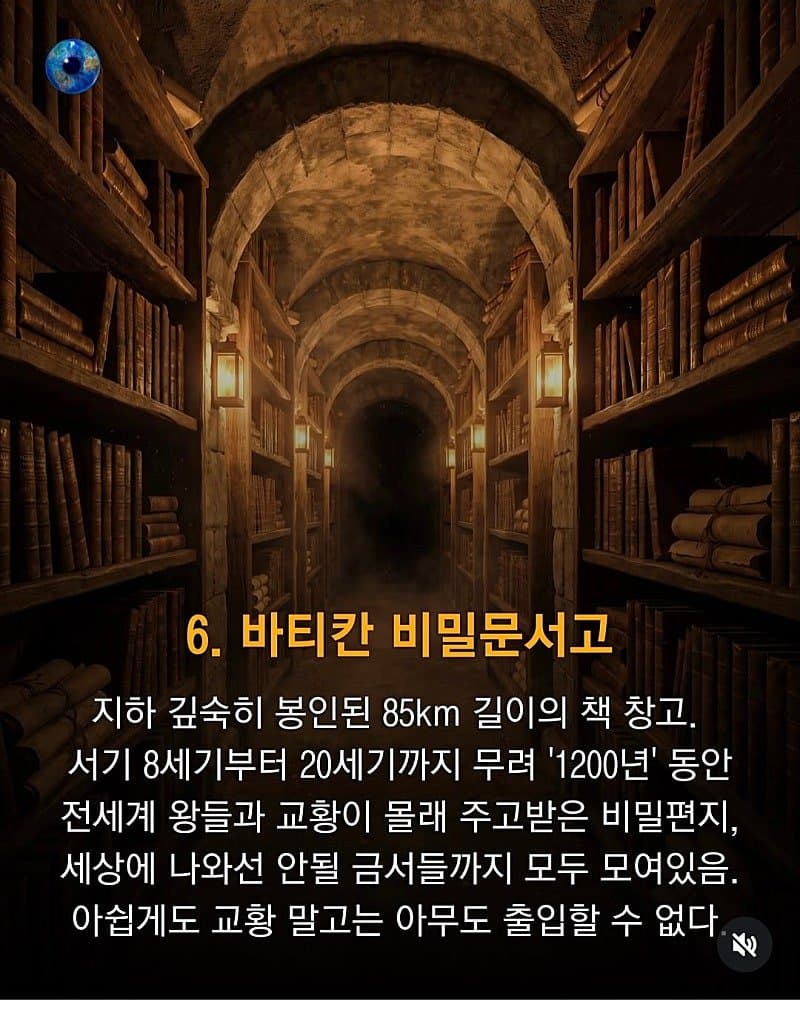 6. 바티칸 비밀문서고
지하 깊숙히 봉인된 85km 길이의 책 창고.
서기 8세기부터 20세기까지 무려 '1200년' 동안
전세계 왕들과 교황이 몰래 주고받은 비밀편지,
세상에 나와선 안될 금서들까지 모두 모여있음.
아쉽게도 교황 말고는 아무도 출입할 수 없다.